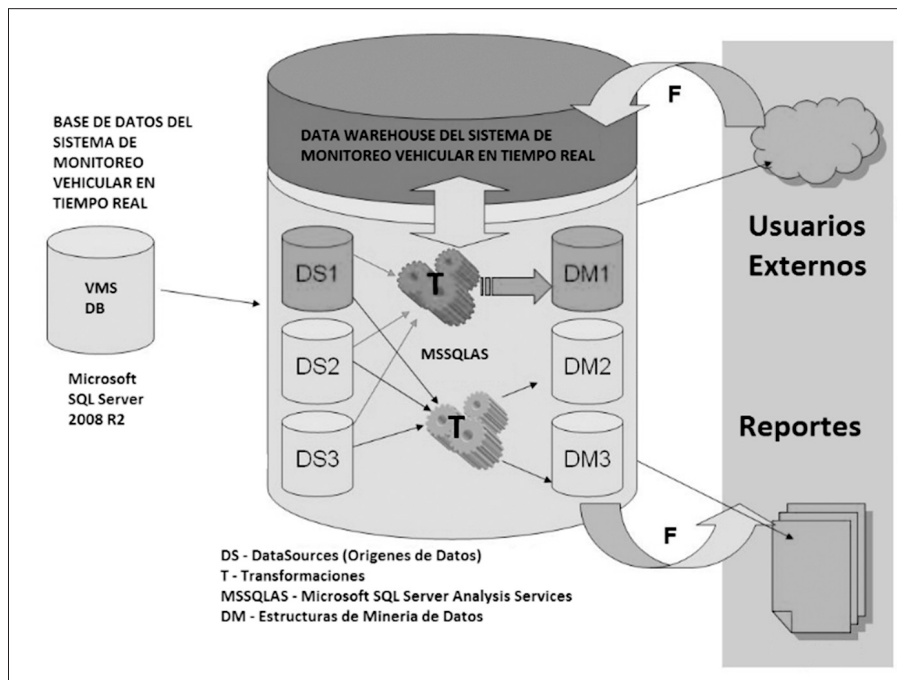 BASE DE DATOS DEL
SISTEMA DE
MONITOREO
VEHICULAR EN
TIEMPO REAL
VMS
DB
Microsoft
SQL Server
2008 R2
DATA WAREHOUSE DEL SISTEMA DE
MONITOREO VEHICULAR EN TIEMPO REAL
DS1
DS2
DS3
T
MSSQLAS
T
DM1
DM2
DM3
F
Usuarios
Externos
Reportes
F
DS - DataSources (Origenes de Datos)
T - Transformaciones
MSSQLAS - Microsoft SQL Server Analysis Services
DM - Estructuras de Mineria de Datos